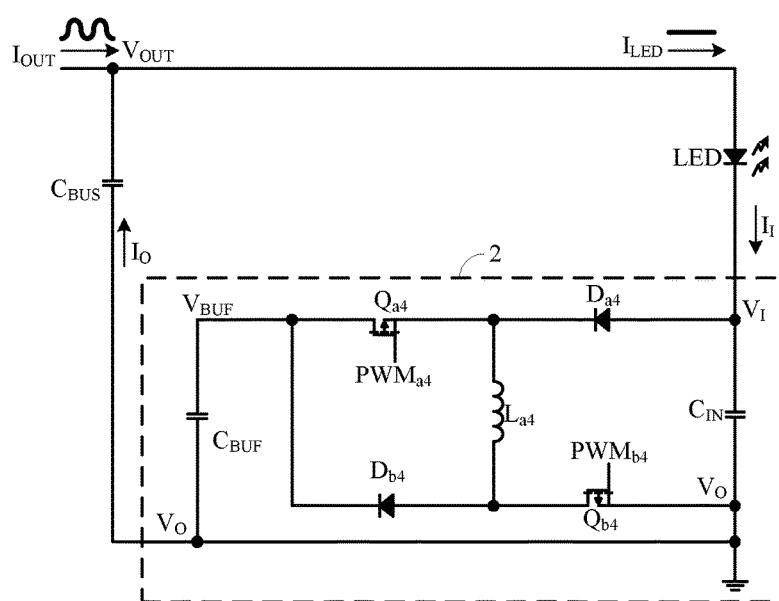 I_OUT
V_OUT
I_LED
LED
C_BUS
I_O
I_I
2
V_BUF
Q_a4
D_a4
V_I
PWM_a4
L_a4
C_IN
C_BUF
D_b4
PWM_b4
V_O
Q_b4
V_O